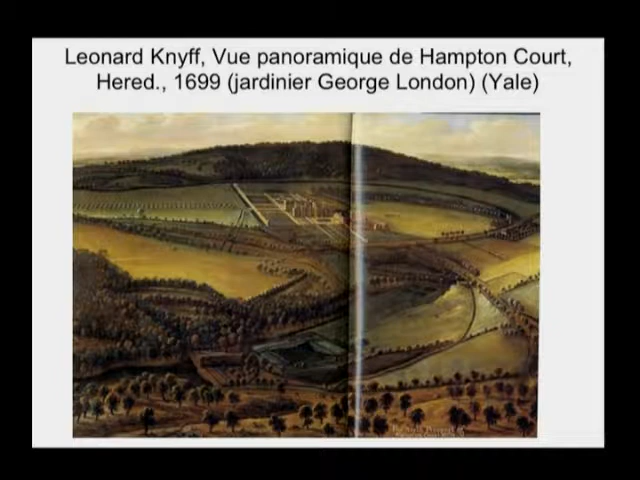 Leonard Knyff, Vue panoramique de Hampton Court,
Hered., 1699 (jardinier George London) (Yale)